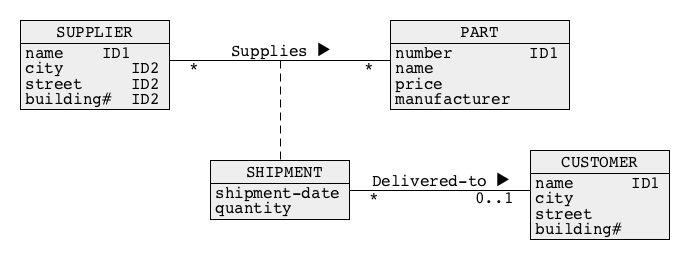 SUPPLIER
name ID1
city ID2
street ID2
building# ID2
Supplies ▶
* *
PART
number ID1
name
price
manufacturer
SHIPMENT
shipment-date
quantity
Delivered-to ▶
* 0..1
CUSTOMER
name ID1
city
street
building#